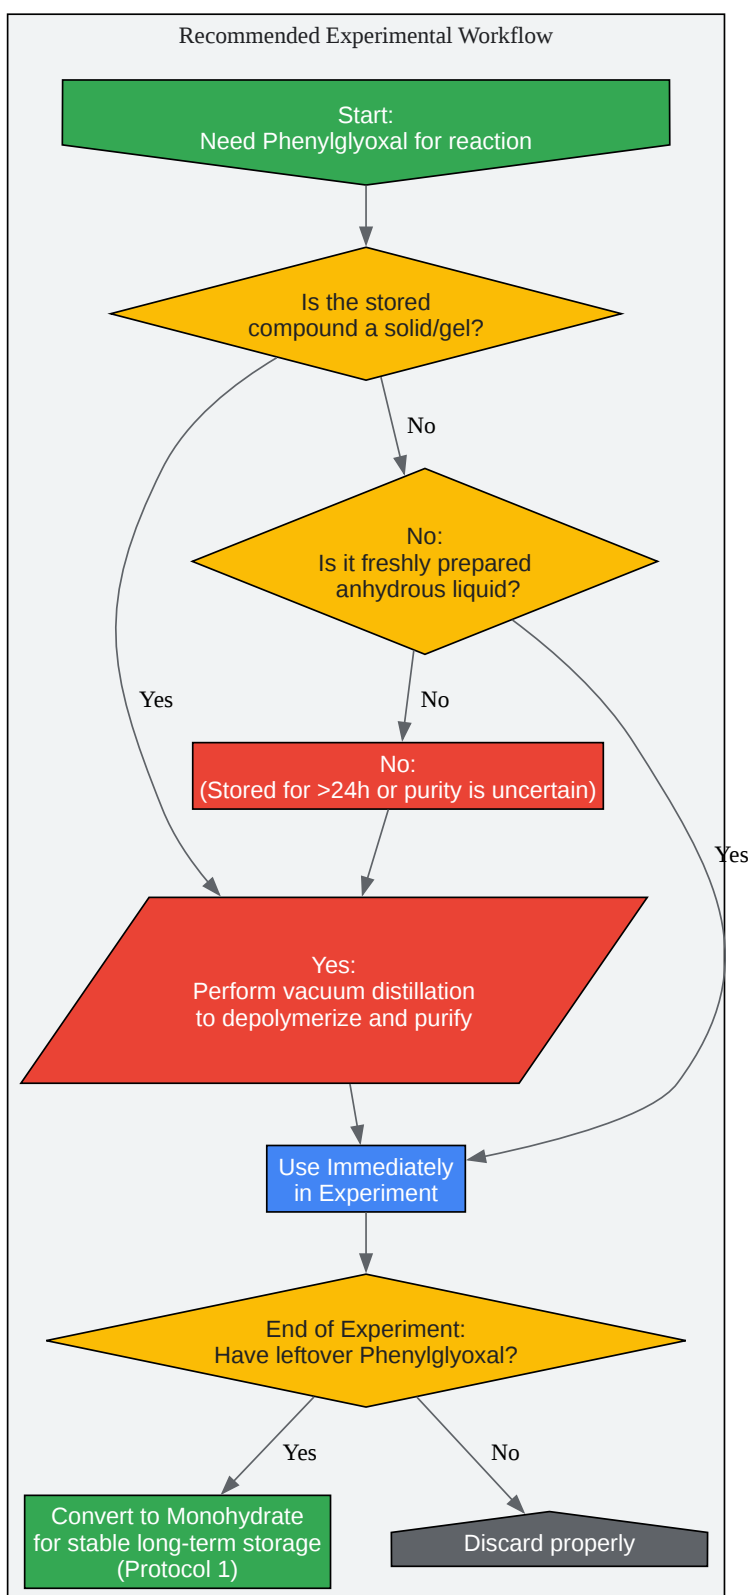 Recommended Experimental Workflow
Start:
Need Phenylglyoxal for reaction
Is the stored
compound a solid/gel?
No
No:
Is it freshly prepared
anhydrous liquid?
Yes
No
No:
(Stored for >24h or purity is uncertain)
Yes
Yes:
Perform vacuum distillation
to depolymerize and purify
Use Immediately
in Experiment
End of Experiment:
Have leftover Phenylglyoxal?
Yes
No
Convert to Monohydrate
for stable long-term storage
(Protocol 1)
Discard properly